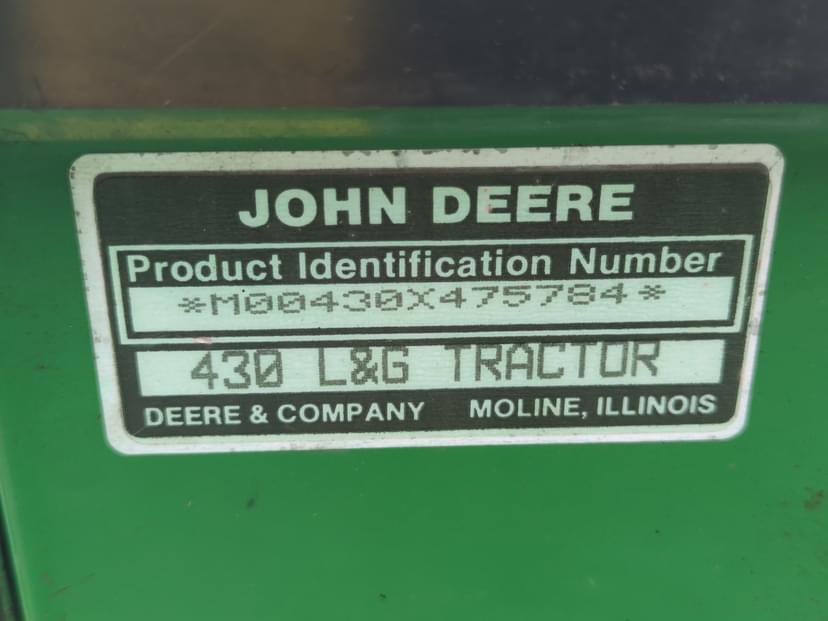 JOHN DEERE
Product Identification Number
*M00430X475784*
430 L&G TRACTOR
DEERE & COMPANY MOLINE, ILLINOIS